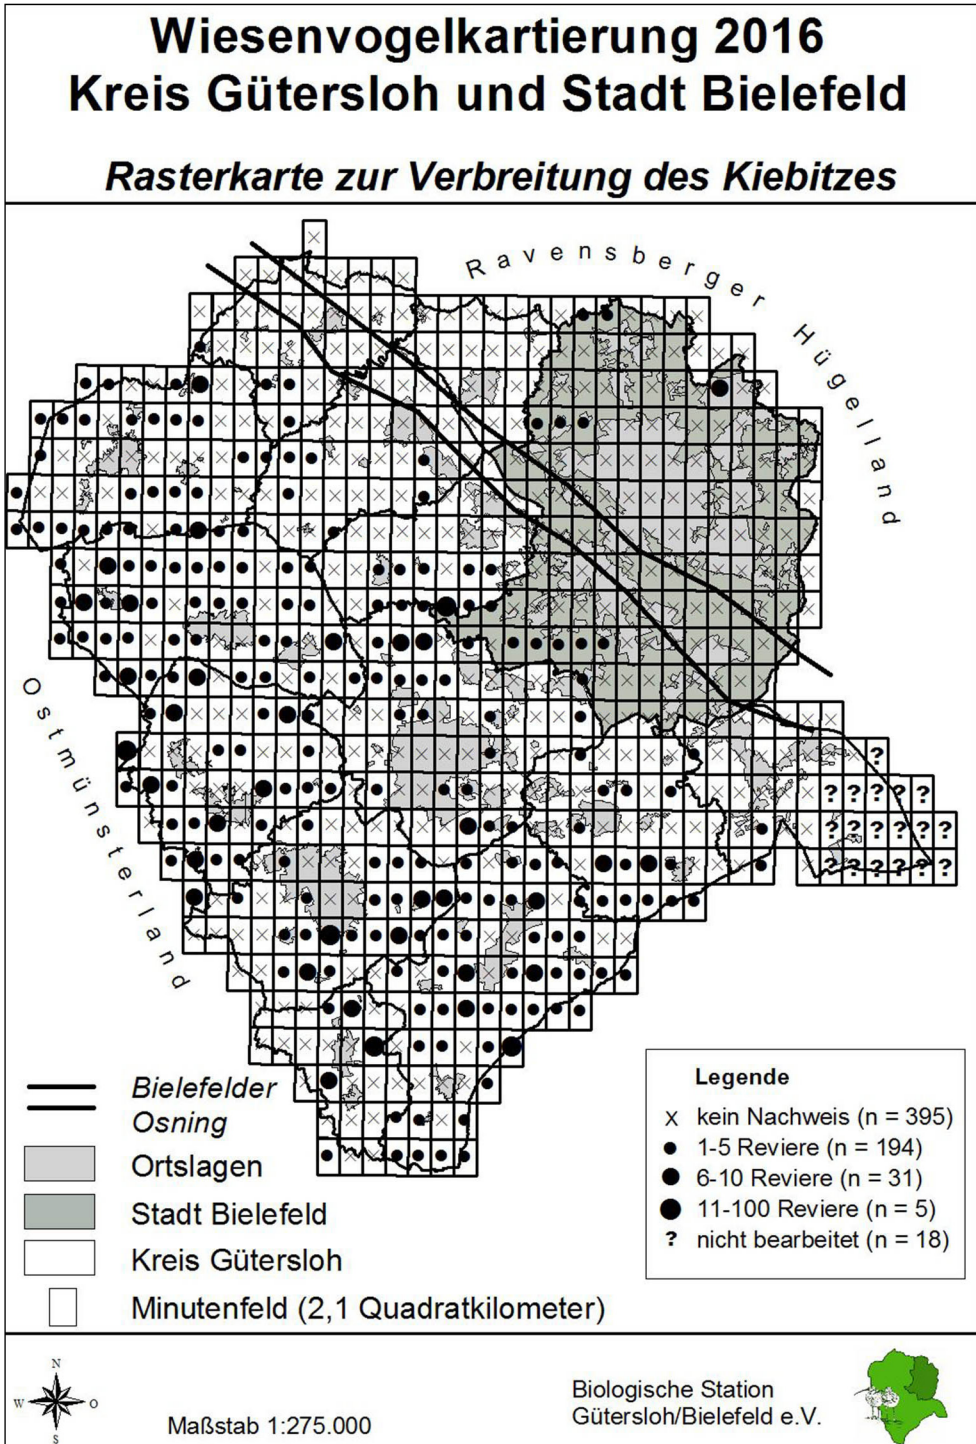 Wiesenvogelkartierung 2016
Kreis Gütersloh und Stadt Bielefeld
Rasterkarte zur Verbreitung des Kiebitzes
Ravensberger Hügelland
Ostmünsterland
Bielefelder
Osning
Ortslagen
Stadt Bielefeld
Kreis Gütersloh
Minutenfeld (2,1 Quadratkilometer)
Legende
x kein Nachweis (n = 395)
● 1-5 Reviere (n = 194)
● 6-10 Reviere (n = 31)
● 11-100 Reviere (n = 5)
? nicht bearbeitet (n = 18)
N
W O
S
Maßstab 1:275.000
Biologische Station
Gütersloh/Bielefeld e.V.